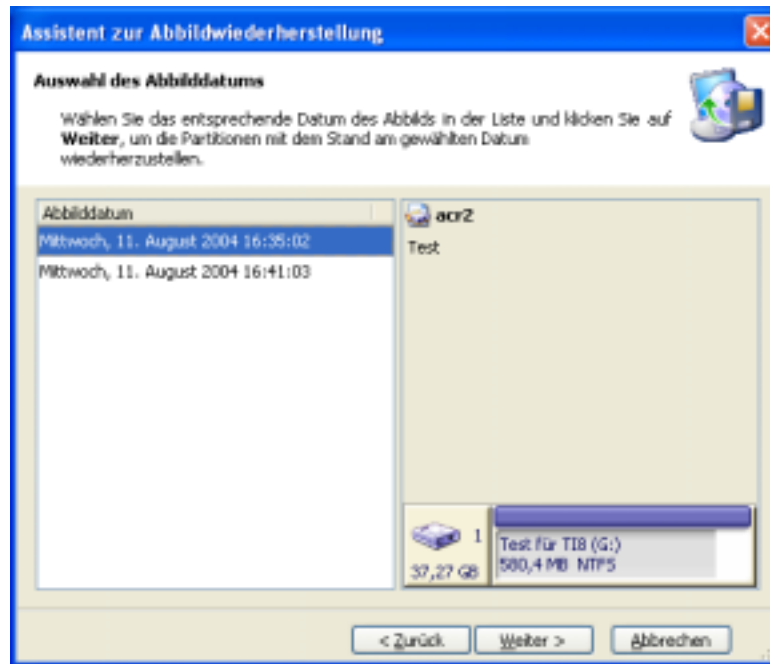 Assistent zur Abbildwiederherstellung
Auswahl des Abbilddatums
Wählen Sie das entsprechende Datum des Abbilds in der Liste und klicken Sie auf
Weiter, um die Partitionen mit dem Stand am gewählten Datum
wiederherzustellen.
Abbilddatum
Mittwoch, 11. August 2004 16:35:02
Mittwoch, 11. August 2004 16:41:03
acr2
Test
1
37,27 GB
Test für TI8 (G:)
580,4 MB NTFS
< Zurück
Weiter >
Abbrechen